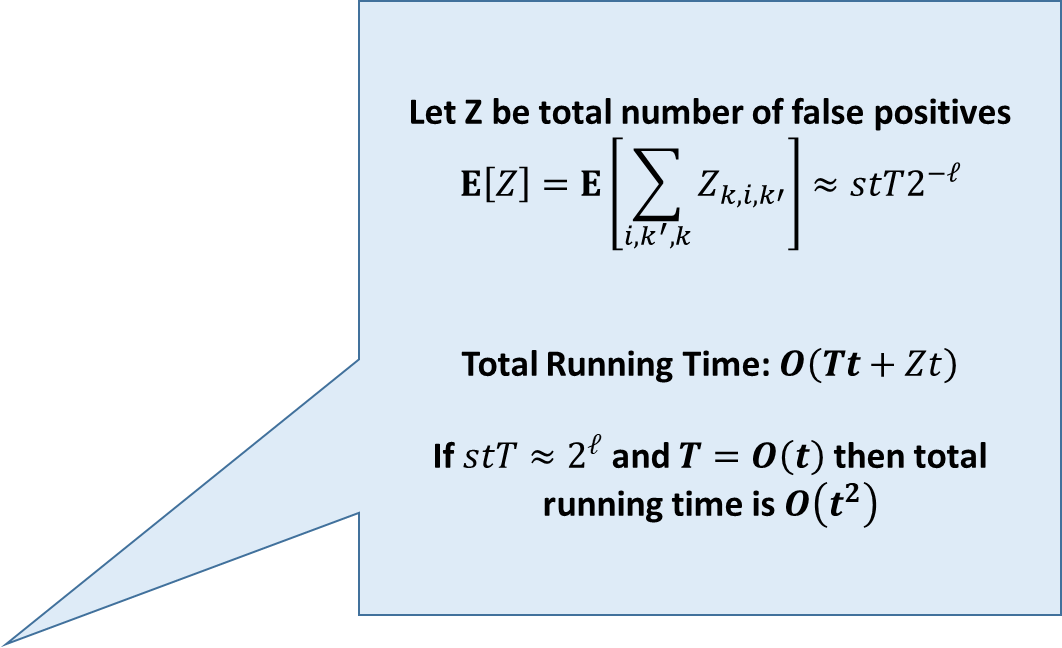 Let Z be total number of false positives
𝐄[𝑍] = 𝐄[∑_{𝑖,𝑘′,𝑘} 𝑍_{𝑘,𝑖,𝑘′}] ≈ 𝑠𝑡𝑇2^{−ℓ}
Total Running Time: 𝑶(𝑻𝒕 + 𝑍𝑡)
If 𝑠𝑡𝑇 ≈ 2^ℓ and 𝑻 = 𝑶(𝒕) then total
running time is 𝑶(𝒕²)